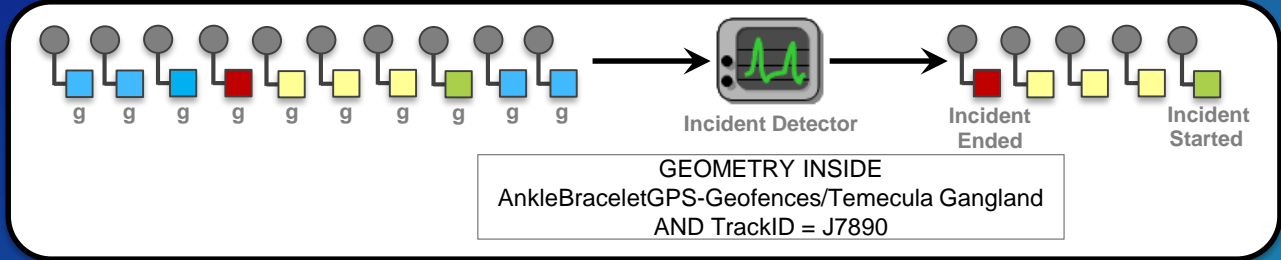 g g g g g g g g g g
Incident Detector
Incident
Ended
Incident
Started
GEOMETRY INSIDE
AnkleBraceletGPS-Geofences/Temecula Gangland
AND TrackID = J7890